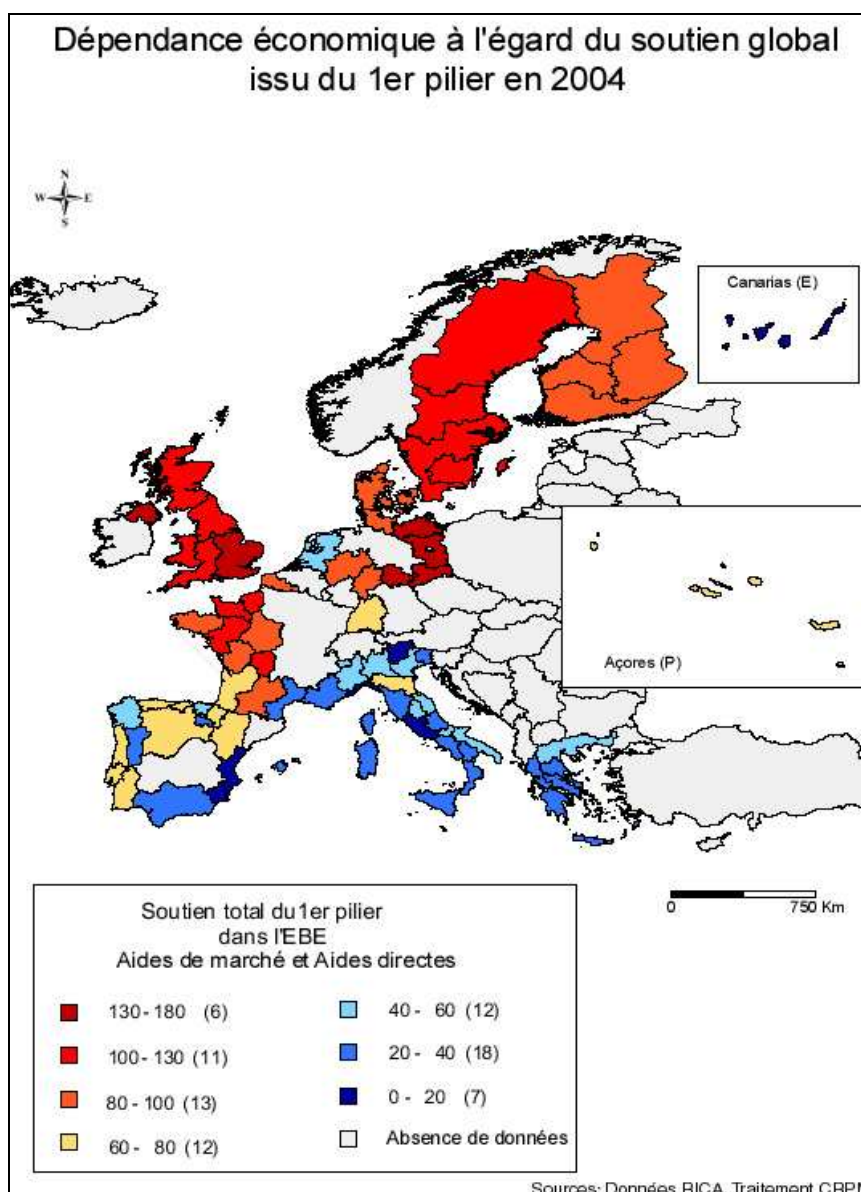 Dépendance économique à l'égard du soutien global
issu du 1er pilier en 2004
N
W E
S
Canarias (E)
Açores (P)
0 750 Km
Soutien total du1er pilier
dans l'EBE
Aides de marché et Aides directes
130 - 180 (6)
100 - 130 (11)
80 - 100 (13)
60 - 80 (12)
40 - 60 (12)
20 - 40 (18)
0 - 20 (7)
Absence de données
Sources: Données RICA, Traitement CRPM